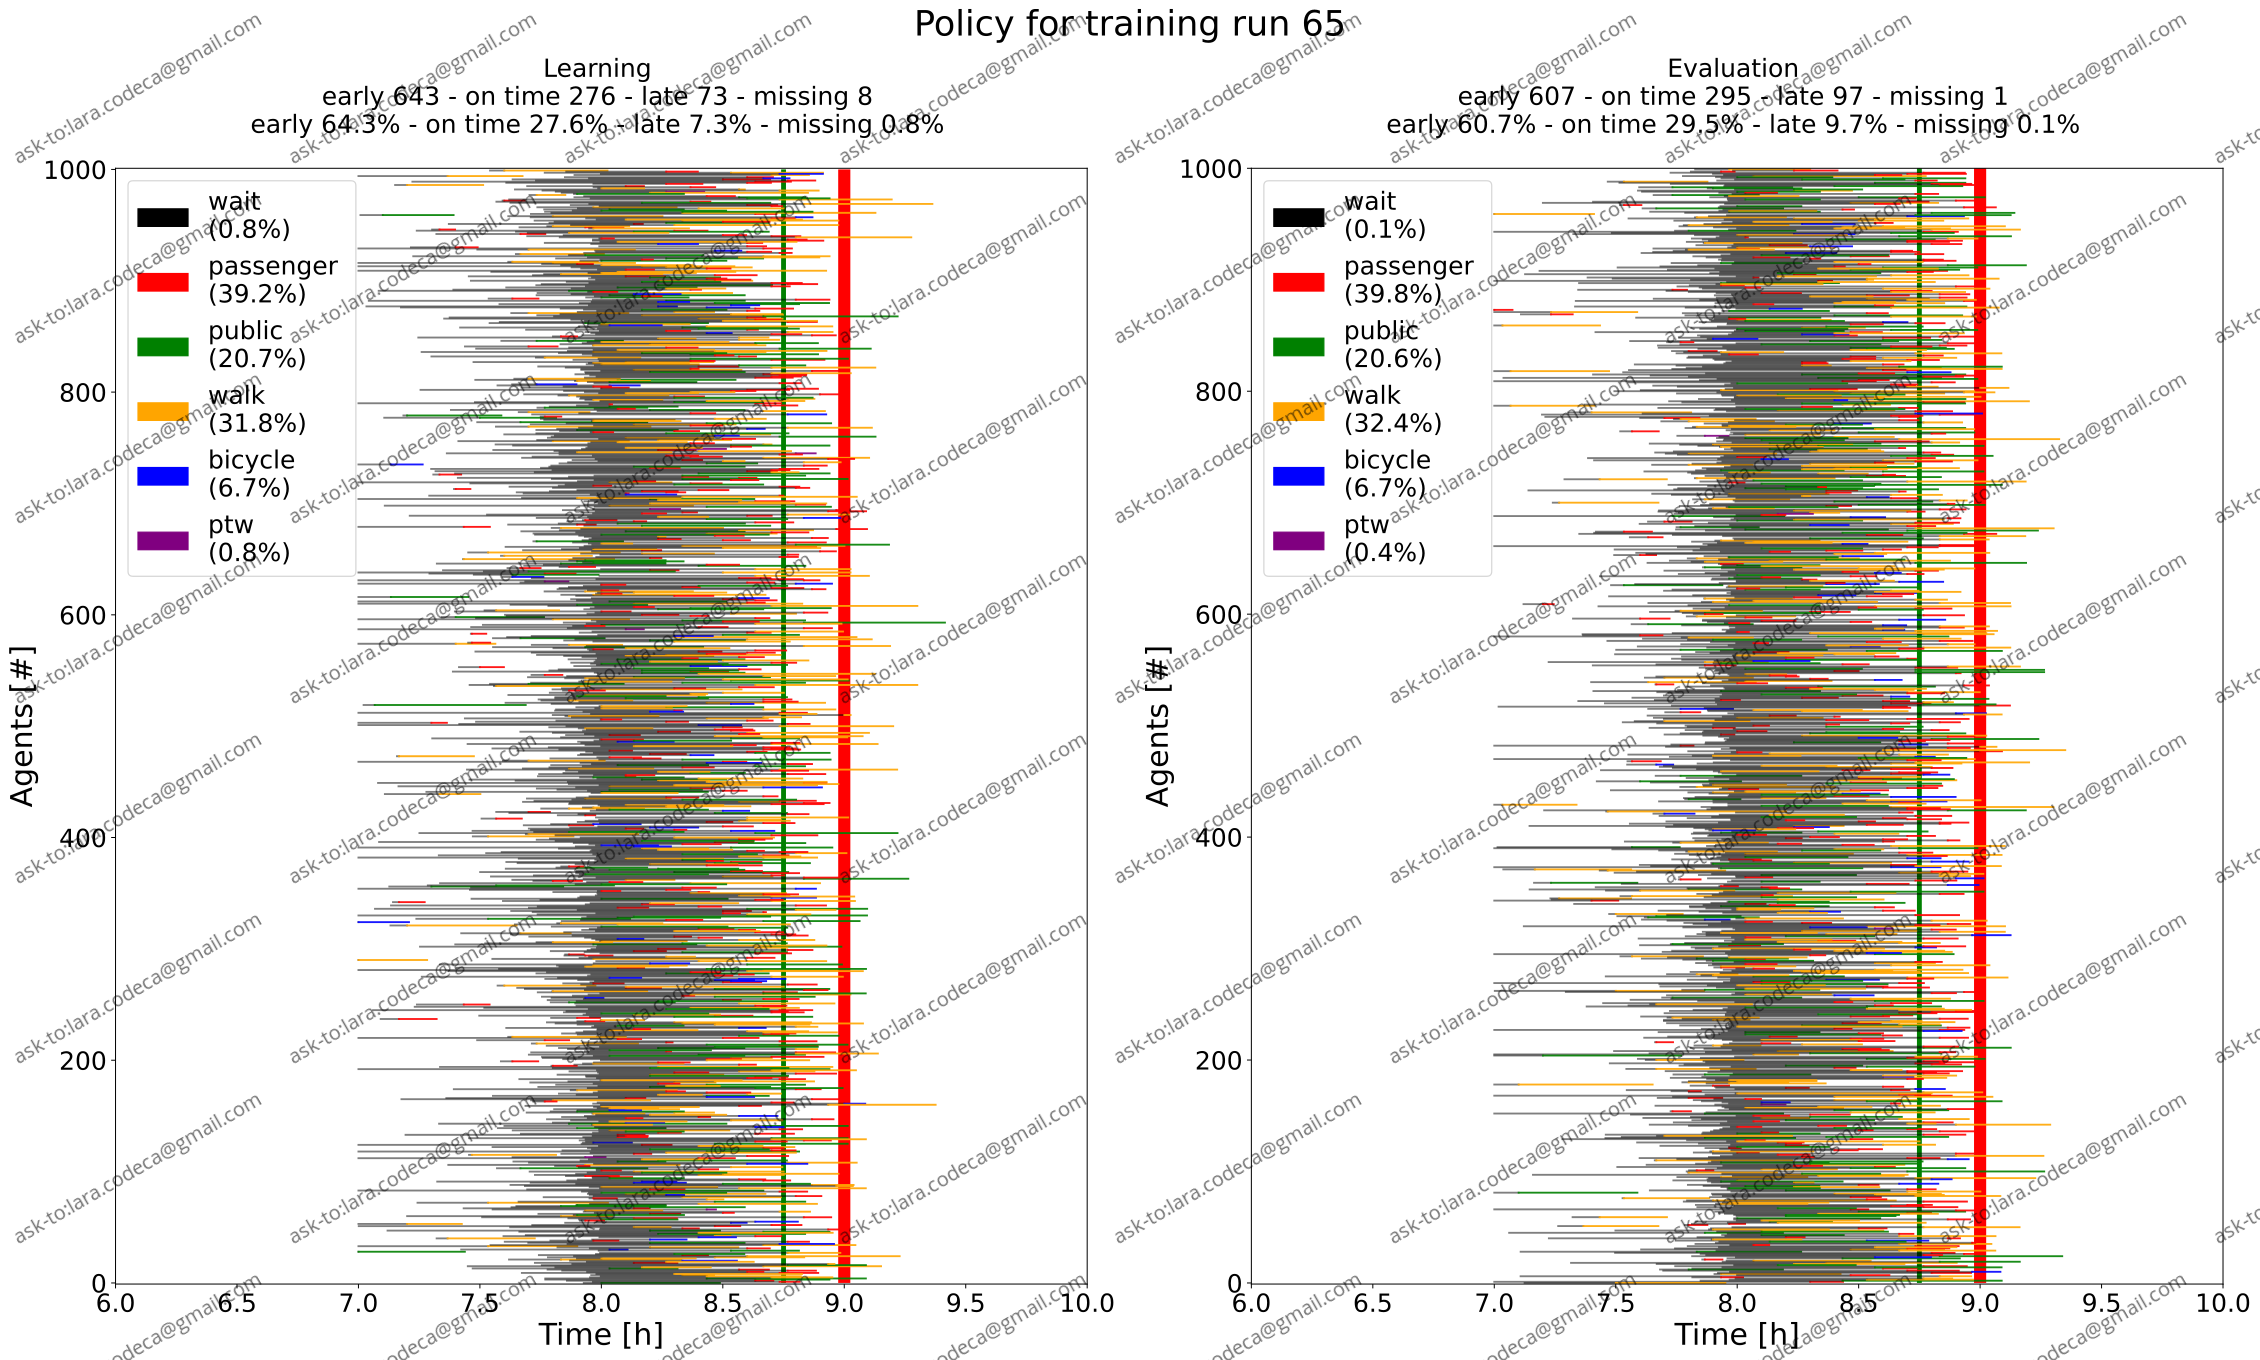 Policy for training run 65
Learning
early 643 - on time 276 - late 73 - missing 8
early 64.3% - on time 27.6% - late 7.3% - missing 0.8%
1000
800
600
400
200
0
Agents [#]
wait
(0.8%)
passenger
(39.2%)
public
(20.7%)
walk
(31.8%)
bicycle
(6.7%)
ptw
(0.8%)
6.0 6.5 7.0 7.5 8.0 8.5 9.0 9.5 10.0
Time [h]
Evaluation
early 607 - on time 295 - late 97 - missing 1
early 60.7% - on time 29.5% - late 9.7% - missing 0.1%
1000
800
600
400
200
0
Agents [#]
wait
(0.1%)
passenger
(39.8%)
public
(20.6%)
walk
(32.4%)
bicycle
(6.7%)
ptw
(0.4%)
6.0 6.5 7.0 7.5 8.0 8.5 9.0 9.5 10.0
Time [h]
ask-to:lara.codeca@gmail.com